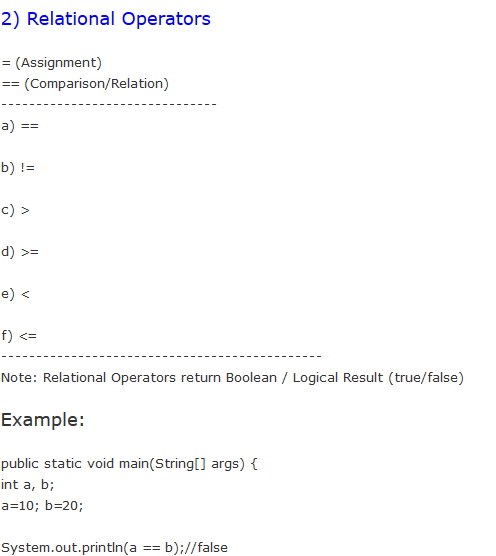 2) Relational Operators
= (Assignment)
== (Comparison/Relation)
-------------------------------
a) ==
b) !=
c) >
d) >=
e) <
f) <=
----------------------------------------------
Note: Relational Operators return Boolean / Logical Result (true/false)
Example:
public static void main(String[] args) {
int a, b;
a=10; b=20;
System.out.println(a == b);//false